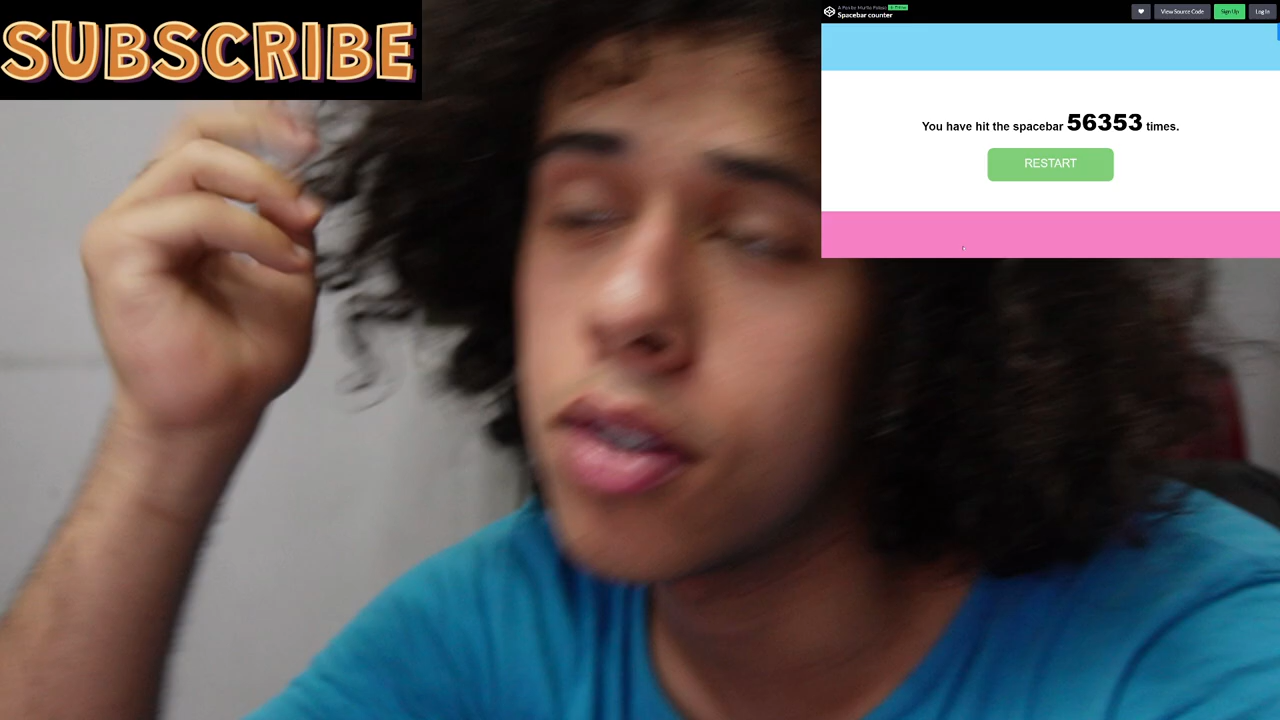 SUBSCRIBE
Spacebar counter
View Source Code
Sign Up
Log In
You have hit the spacebar 56353 times.
RESTART